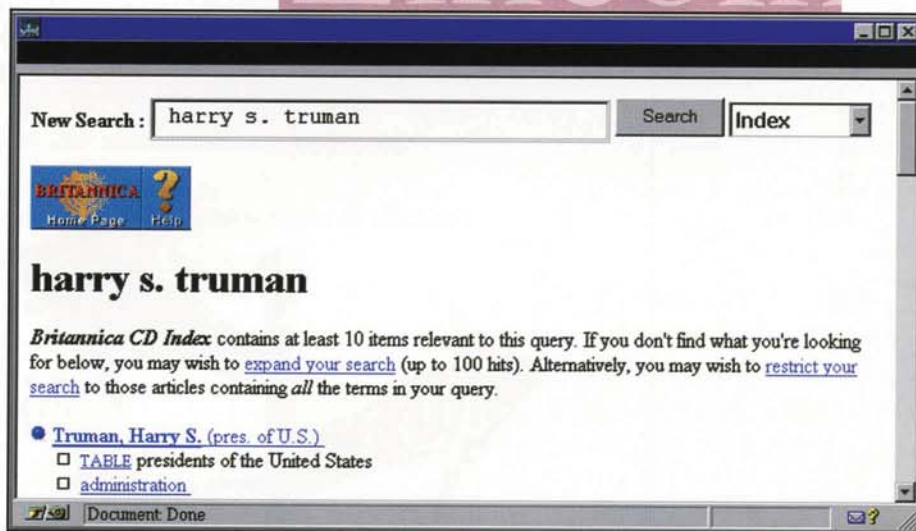 New Search : harry s. truman Search Index
BRITANNICA
Home Page Help
harry s. truman
Britannica CD Index contains at least 10 items relevant to this query. If you don't find what you're looking
for below, you may wish to expand your search (up to 100 hits). Alternatively, you may wish to restrict your
search to those articles containing all the terms in your query.
Truman, Harry S. (pres. of U.S.)
TABLE presidents of the United States
administration
Document: Done